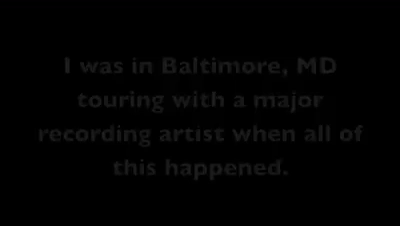 I was in Baltimore, MD
touring with a major
recording artist when all of
this happened.